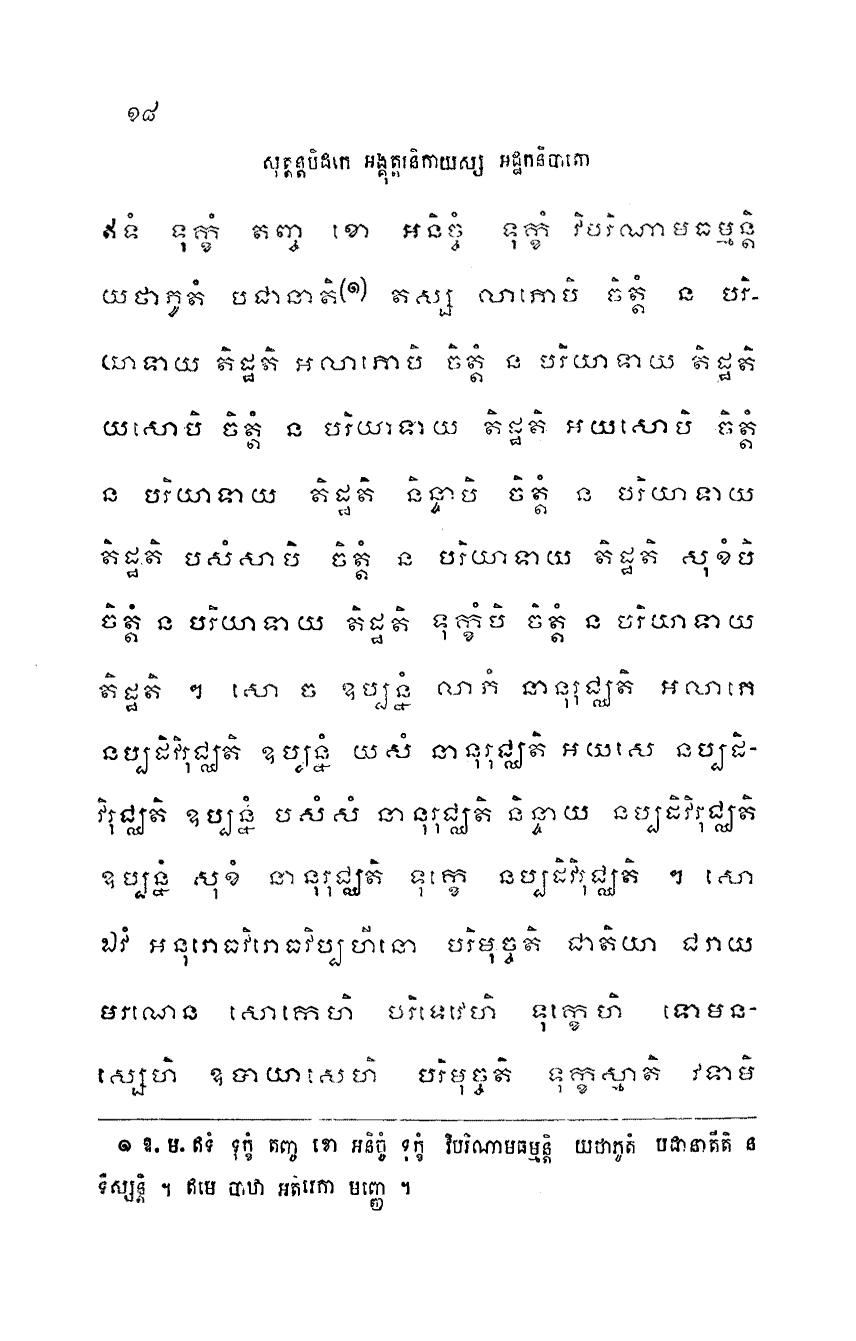 ១៨
សុត្តន្តបិដកេ អង្គុត្តរនិកាយស្ស អដ្ឋកនិបាតោ
ឥទំ ទុក្ខំ តញ្ច ខោ អនិច្ចំ ទុក្ខំ វិបរិណាមធម្មន្តិ
យថាភូតំ បជានាតិ(១) តស្ស លាភោបិ ចិត្តំ ន បរិ-
យាទាយ តិដ្ឋតិ អលាភោបិ ចិត្តំ ន បរិយាទាយ តិដ្ឋតិ
យសោបិ ចិត្តំ ន បរិយាទាយ តិដ្ឋតិ អយសោបិ ចិត្តំ
ន បរិយាទាយ តិដ្ឋតិ និន្ទាបិ ចិត្តំ ន បរិយាទាយ
តិដ្ឋតិ បសំសាបិ ចិត្តំ ន បរិយាទាយ តិដ្ឋតិ សុខំបិ
ចិត្តំ ន បរិយាទាយ តិដ្ឋតិ ទុក្ខំបិ ចិត្តំ ន បរិយាទាយ
តិដ្ឋតិ ។ សោ ច ឧប្បន្នំ លាភំ នានុរុជ្ឈតិ អលាភេ
នប្បដិវិរុជ្ឈតិ ឧប្បន្នំ យសំ នានុរុជ្ឈតិ អយសេ នប្បដិ-
វិរុជ្ឈតិ ឧប្បន្នំ បសំសំ នានុរុជ្ឈតិ និន្ទាយ នប្បដិវិរុជ្ឈតិ
ឧប្បន្នំ សុខំ នានុរុជ្ឈតិ ទុក្ខេ នប្បដិវិរុជ្ឈតិ ។ សោ
ឯវំ អនុរោធវិរោធវិប្បហីនោ បរិមុច្ចតិ ជាតិយា ជរាយ
មរណេន សោកេហិ បរិទេវេហិ ទុក្ខេហិ ទោមន-
ស្សេហិ ឧបាយាសេហិ បរិមុច្ចតិ ទុក្ខស្មាតិ វទាមិ
១ ឱ. ម. ឥទំ ទុក្ខំ តញ្ច ខោ អនិច្ចំ ទុក្ខំ វិបរិណាមធម្មន្តិ យថាភូតំ បជានាតីតិ ន
ទិស្សន្តិ ។ ឥមេ បាឋា អតិរេកា មញ្ញេ ។